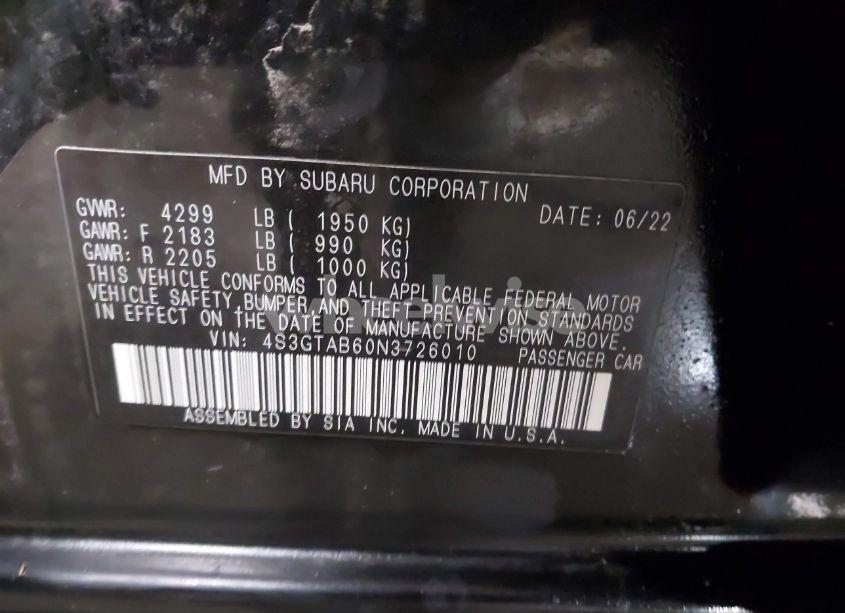 MFD BY SUBARU CORPORATION
DATE: 06/22
GVWR: 4299 LB ( 1950 KG)
GAWR: F 2183 LB ( 990 KG)
GAWR: R 2205 LB ( 1000 KG)
THIS VEHICLE CONFORMS TO ALL APPLICABLE FEDERAL MOTOR
VEHICLE SAFETY, BUMPER, AND THEFT PREVENTION STANDARDS
IN EFFECT ON THE DATE OF MANUFACTURE SHOWN ABOVE.
VIN: 4S3GTAB60N3726010 PASSENGER CAR
ASSEMBLED BY SIA INC. MADE IN U.S.A.